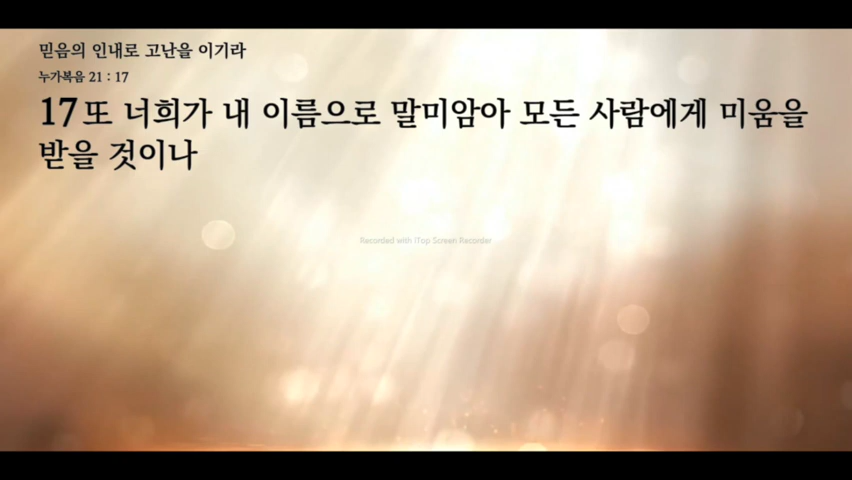 믿음의 인내로 고난을 이기라
누가복음 21 : 17
17 또 너희가 내 이름으로 말미암아 모든 사람에게 미움을
받을 것이나
Recorded with iTop Screen Recorder